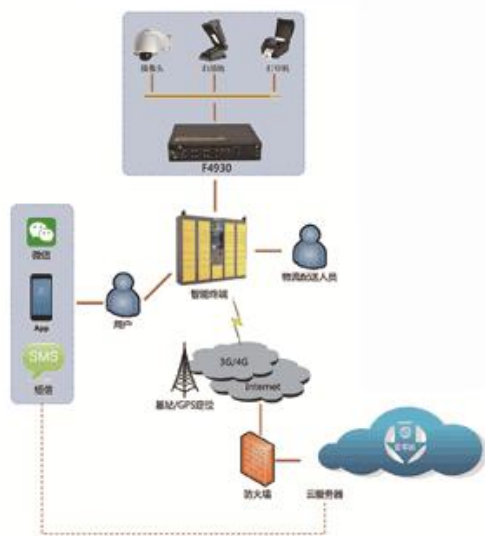 摄像头
扫描枪
打印机
F4930
微信
App
SMS
短信
用户
智能终端
物流配送人员
3G/4G
Internet
基站/GPS定位
防火墙
云服务器